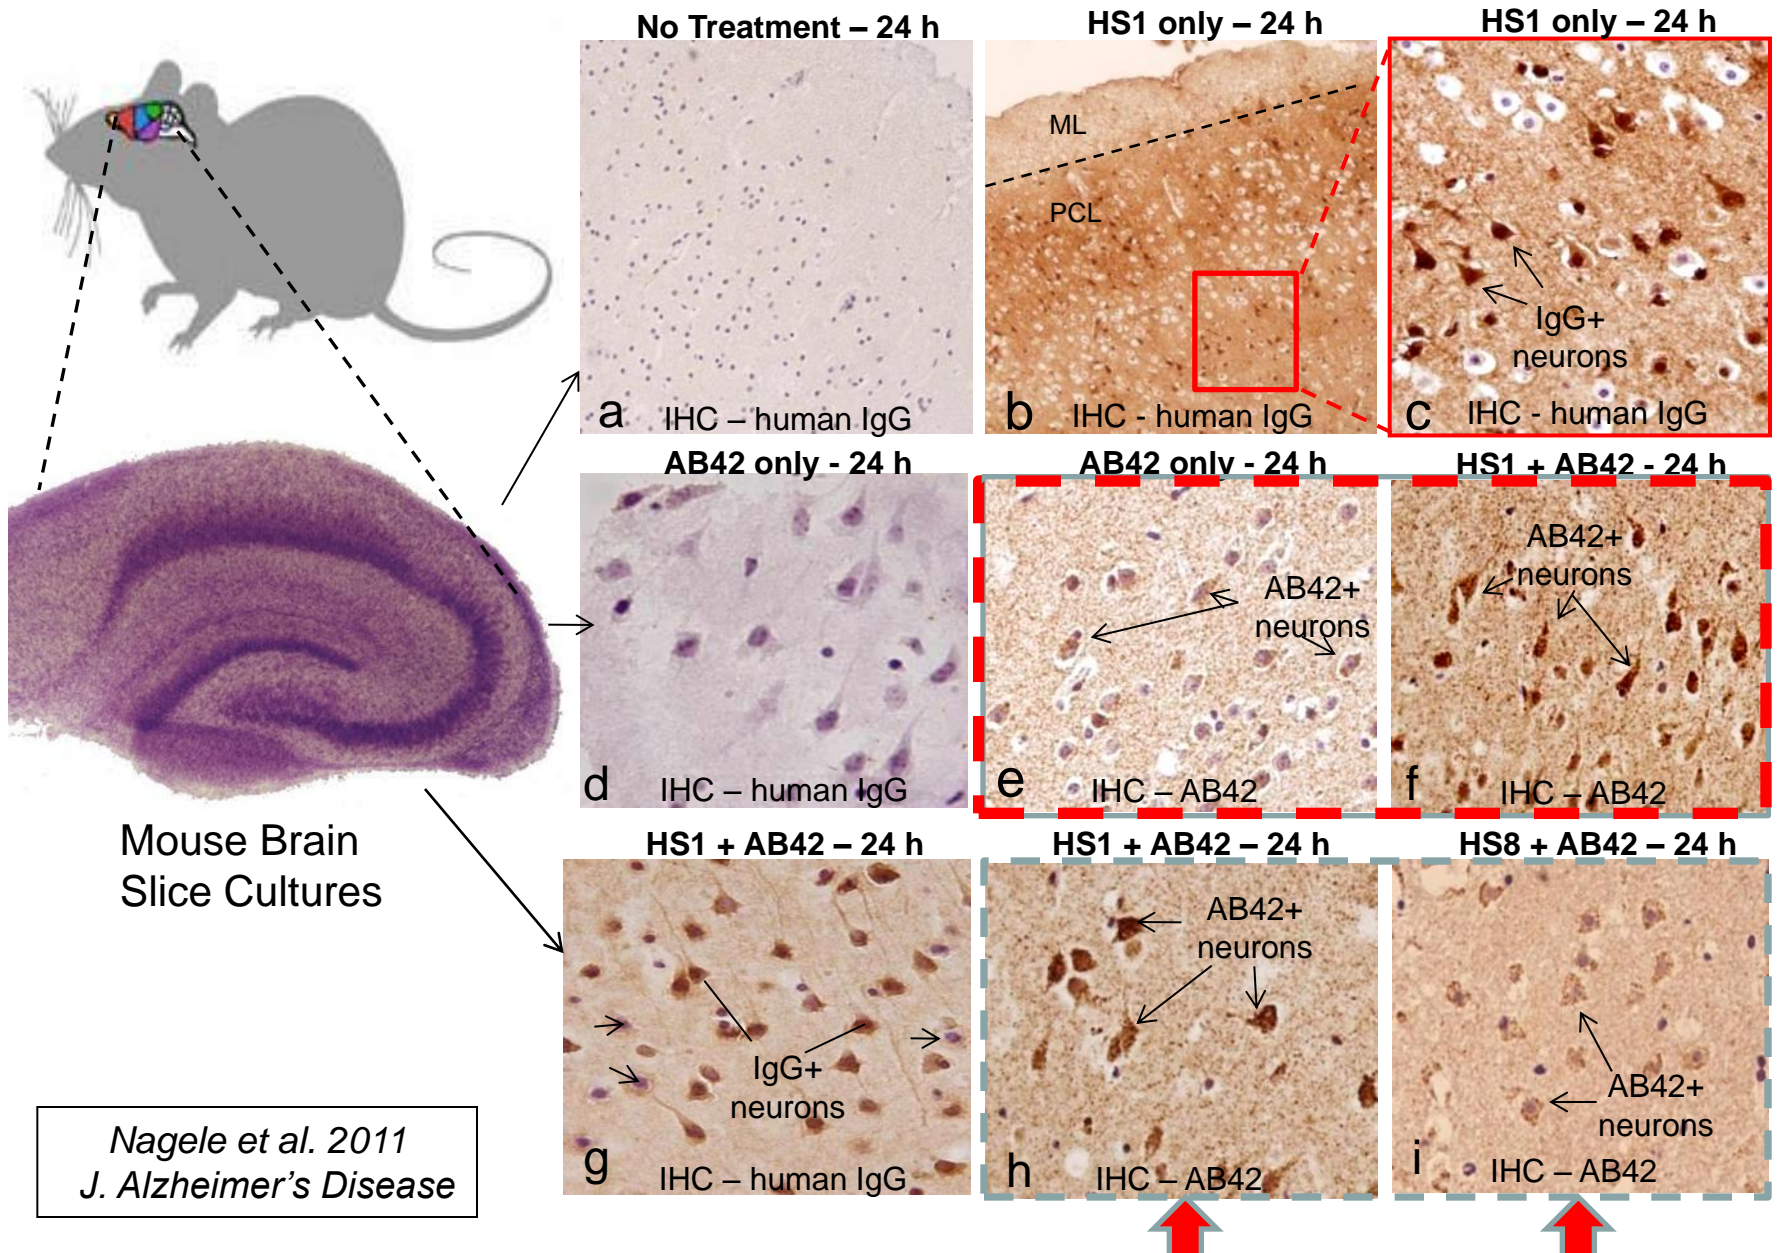 No Treatment – 24 h
HS1 only – 24 h
HS1 only – 24 h
ML
PCL
IgG+
neurons
a
IHC – human IgG
b
IHC - human IgG
c
IHC - human IgG
AB42 only - 24 h
AB42 only - 24 h
HS1 + AB42 - 24 h
AB42+
neurons
AB42+
neurons
d
IHC – human IgG
e
IHC – AB42
f
IHC – AB42
Mouse Brain
Slice Cultures
HS1 + AB42 – 24 h
HS1 + AB42 – 24 h
HS8 + AB42 – 24 h
IgG+
neurons
AB42+
neurons
AB42+
neurons
g
IHC – human IgG
h
IHC – AB42
i
IHC – AB42
Nagele et al. 2011
J. Alzheimer’s Disease